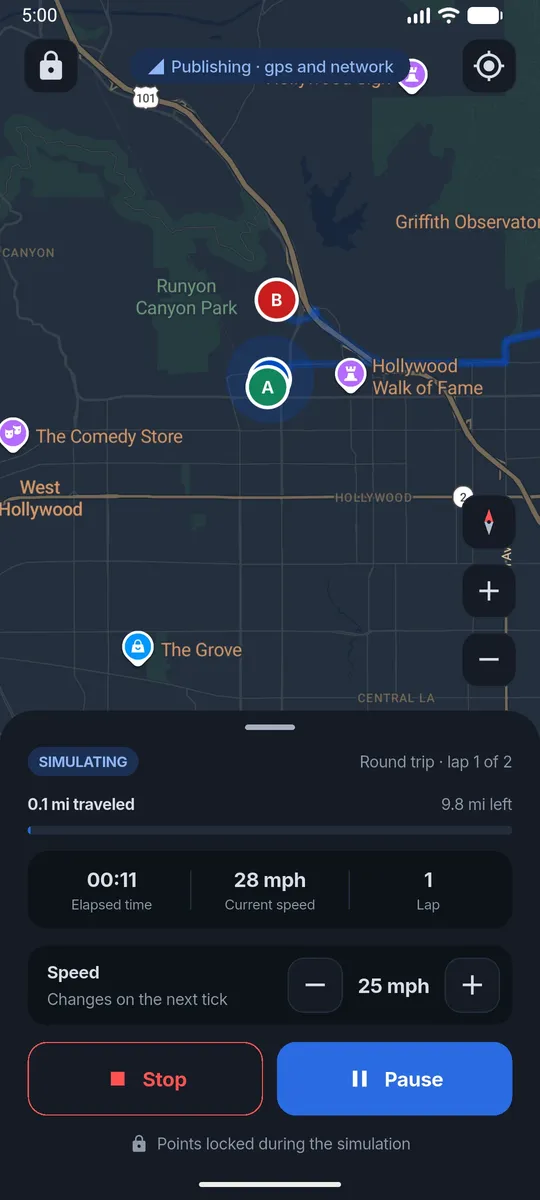 5:00
Publishing · gps and network
101
Griffith Observator
CANYON
Runyon
Canyon Park
B
A
Hollywood
Walk of Fame
The Comedy Store
West
Hollywood
HOLLYWOOD
2
The Grove
CENTRAL LA
SIMULATING
Round trip · lap 1 of 2
0.1 mi traveled
9.8 mi left
00:11
28 mph
1
Elapsed time
Current speed
Lap
Speed
Changes on the next tick
25 mph
Stop
Pause
Points locked during the simulation